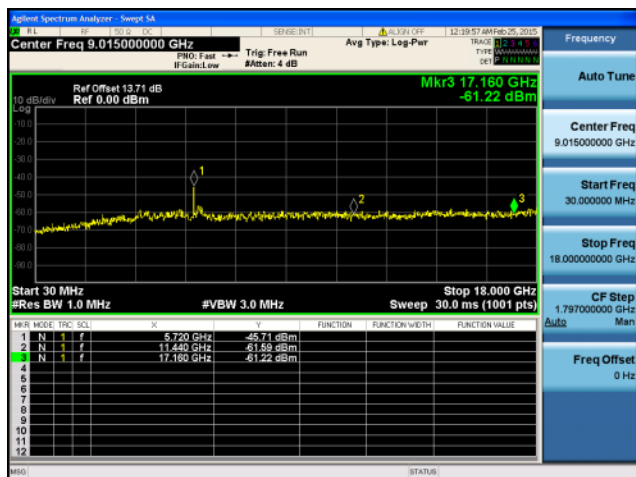 Agilent Spectrum Analyzer - Swept SA
RL RF 50 Ω DC SENSE:INT ALIGN OFF 12:19:57 AM Feb 25, 2015
Center Freq 9.015000000 GHz
PNO: Fast
IFGain:Low
Trig: Free Run
#Atten: 4 dB
Avg Type: Log-Pwr
TRACE 1 2 3 4 5 6
TYPE
DET P N N N N N
Ref Offset 13.71 dB
Ref 0.00 dBm
Mkr3 17.160 GHz
-61.22 dBm
10 dB/div
Log
-10.0
-20.0
-30.0
-40.0
-50.0
-60.0
-70.0
-80.0
-90.0
1
2
3
Start 30 MHz
#Res BW 1.0 MHz
#VBW 3.0 MHz
Stop 18.000 GHz
Sweep 30.0 ms (1001 pts)
MKR MODE TRC SCL X Y FUNCTION FUNCTION WIDTH FUNCTION VALUE
1 N 1 f 5.720 GHz -45.71 dBm
2 N 1 f 11.440 GHz -61.59 dBm
3 N 1 f 17.160 GHz -61.22 dBm
4
5
6
7
8
9
10
11
12
MSG STATUS
Frequency
Auto Tune
Center Freq
9.015000000 GHz
Start Freq
30.000000 MHz
Stop Freq
18.000000000 GHz
CF Step
1.797000000 GHz
Auto Man
Freq Offset
0 Hz